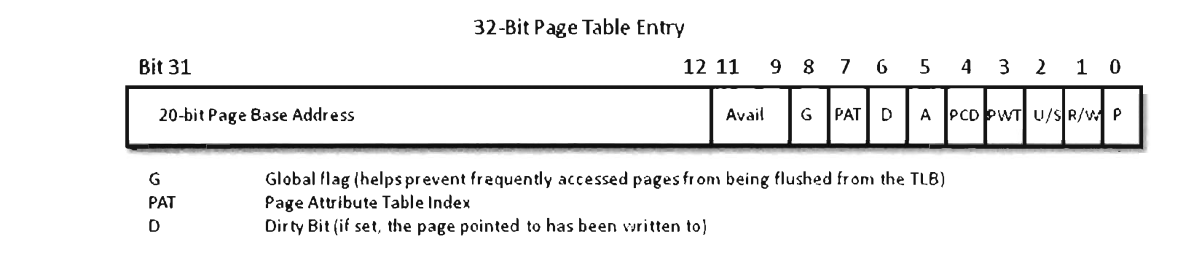 32-Bit Page Table Entry
Bit 31 12 11 9 8 7 6 5 4 3 2 1 0
20-bit Page Base Address Avail G PAT D A PCD PWT U/S R/W P
G Global flag (helps prevent frequently accessed pages from being flushed from the TLB)
PAT Page Attribute Table Index
D Dirty Bit (if set, the page pointed to has been written to)